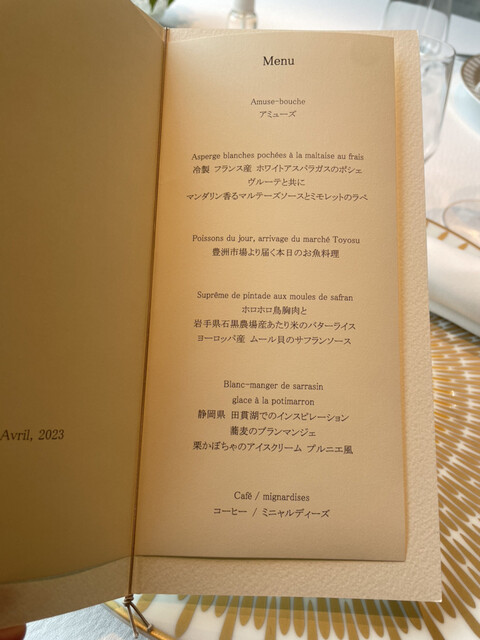 Menu
Amuse-bouche
アミューズ
Asperge blanches pochées à la maltaise au frais
冷製 フランス産 ホワイトアスパラガスのポシェ
ヴルーテと共に
マンダリン香るマルテーズソースとミモレットのラペ
Poissons du jour, arrivage du marché Toyosu
豊洲市場より届く本日のお魚料理
Suprême de pintade aux moules de safran
ホロホロ鳥胸肉と
岩手県石黒農場産あたり米のバターライス
ヨーロッパ産 ムール貝のサフランソース
Blanc-manger de sarrasin
glace à la potimarron
静岡県 田貫湖でのインスピレーション
蕎麦のブランマンジェ
栗かぼちゃのアイスクリーム プルニエ風
Café / mignardises
コーヒー / ミニャルディーズ
Avril, 2023